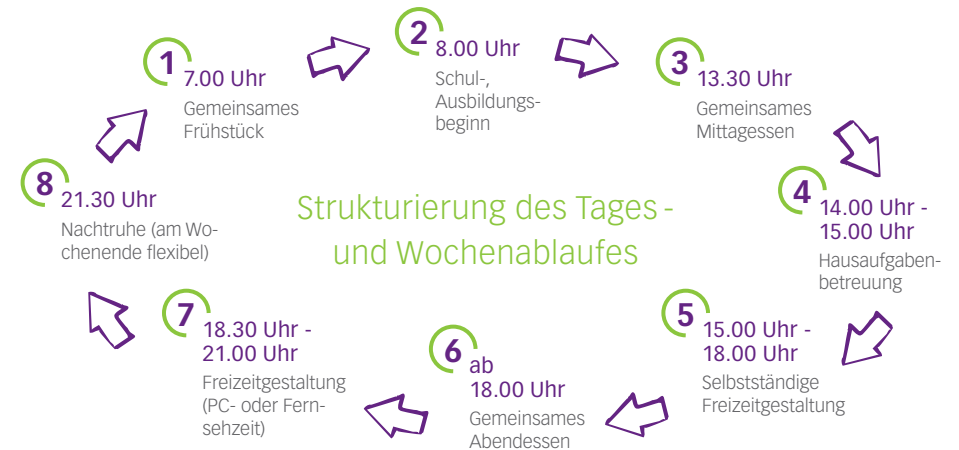 Strukturierung des Tages -
und Wochenablaufes
1
7.00 Uhr
Gemeinsames
Frühstück
2
8.00 Uhr
Schul-,
Ausbildungs-
beginn
3
13.30 Uhr
Gemeinsames
Mittagessen
4
14.00 Uhr -
15.00 Uhr
Hausaufgaben-
betreuung
5
15.00 Uhr -
18.00 Uhr
Selbstständige
Freizeitgestaltung
6
ab
18.00 Uhr
Gemeinsames
Abendessen
7
18.30 Uhr -
21.00 Uhr
Freizeitgestaltung
(PC- oder Fern-
sehzeit)
8
21.30 Uhr
Nachtruhe (am Wo-
chenende flexibel)